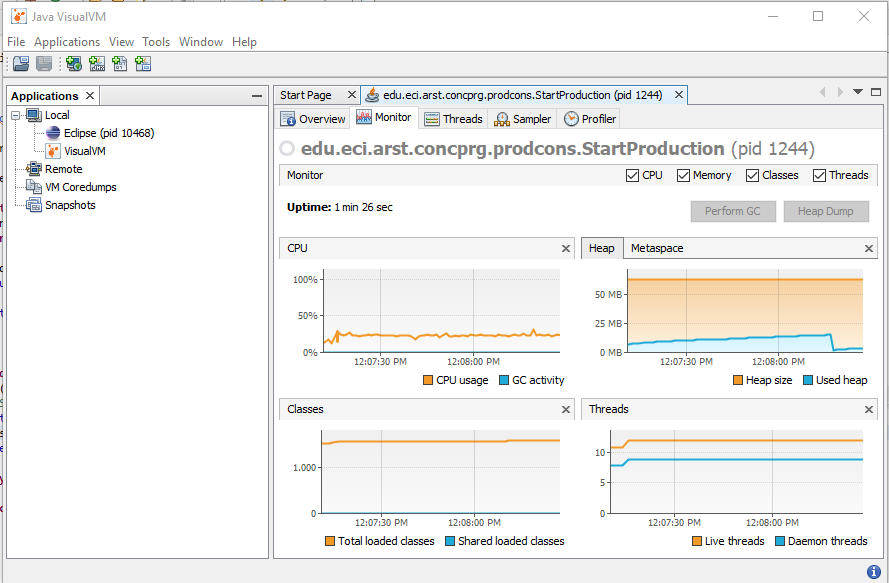 Java VisualVM
File Applications View Tools Window Help
Applications
Local
Eclipse (pid 10468)
VisualVM
Remote
VM Coredumps
Snapshots
Start Page
edu.eci.arst.concprg.prodcons.StartProduction (pid 1244)
Overview Monitor Threads Sampler Profiler
edu.eci.arst.concprg.prodcons.StartProduction (pid 1244)
Monitor CPU Memory Classes Threads
Uptime: 1 min 26 sec
Perform GC Heap Dump
CPU
100%
50%
0%
12:07:30 PM 12:08:00 PM
CPU usage GC activity
Heap Metaspace
50 MB
25 MB
0 MB
12:07:30 PM 12:08:00 PM
Heap size Used heap
Classes
1.000
0
12:07:30 PM 12:08:00 PM
Total loaded classes Shared loaded classes
Threads
10
5
0
12:07:30 PM 12:08:00 PM
Live threads Daemon threads